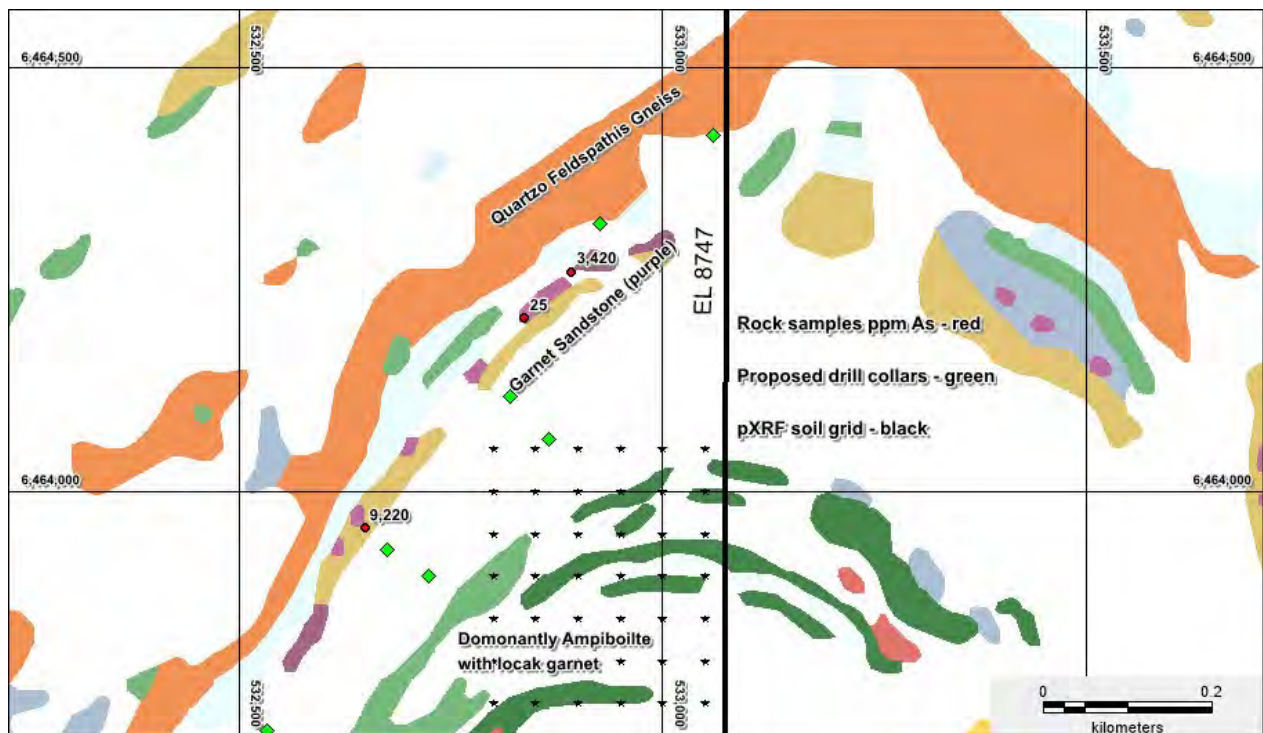 6,464,500
532,500
533,000
533,500
6,464,500
Quartzo Feldspathis Gneiss
3,420
25
Garnet Sandstone (purple)
EL 8747
Rock samples ppm As - red
Proposed drill collars - green
pXRF soil grid - black
6,464,000
6,464,000
9,220
Domonantly Ampiboilte
with locak garnet
532,500
533,000
0
0.2
kilometers